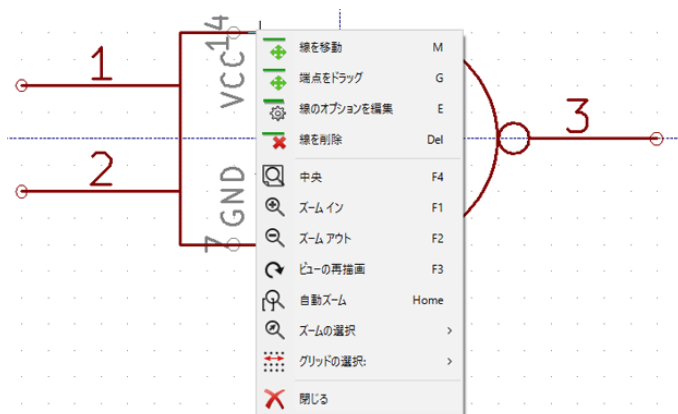 14
VCC
1
2
GND
7
3
線を移動 M
端点をドラッグ G
線のオプションを編集 E
線を削除 Del
中央 F4
ズーム イン F1
ズーム アウト F2
ビューの再描画 F3
自動ズーム Home
ズームの選択
グリッドの選択:
閉じる